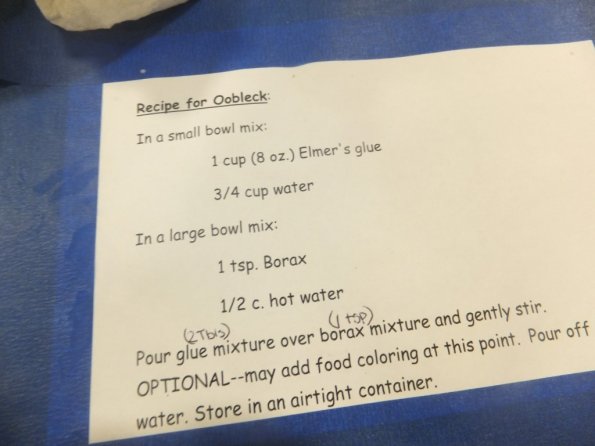 Recipe for Oobleck:
In a small bowl mix:
1 cup (8 oz.) Elmer's glue
3/4 cup water
In a large bowl mix:
1 tsp. Borax
1/2 c. hot water
(2 Tbls) (1 tsp)
Pour glue mixture over borax mixture and gently stir.
OPTIONAL--may add food coloring at this point. Pour off
water. Store in an airtight container.